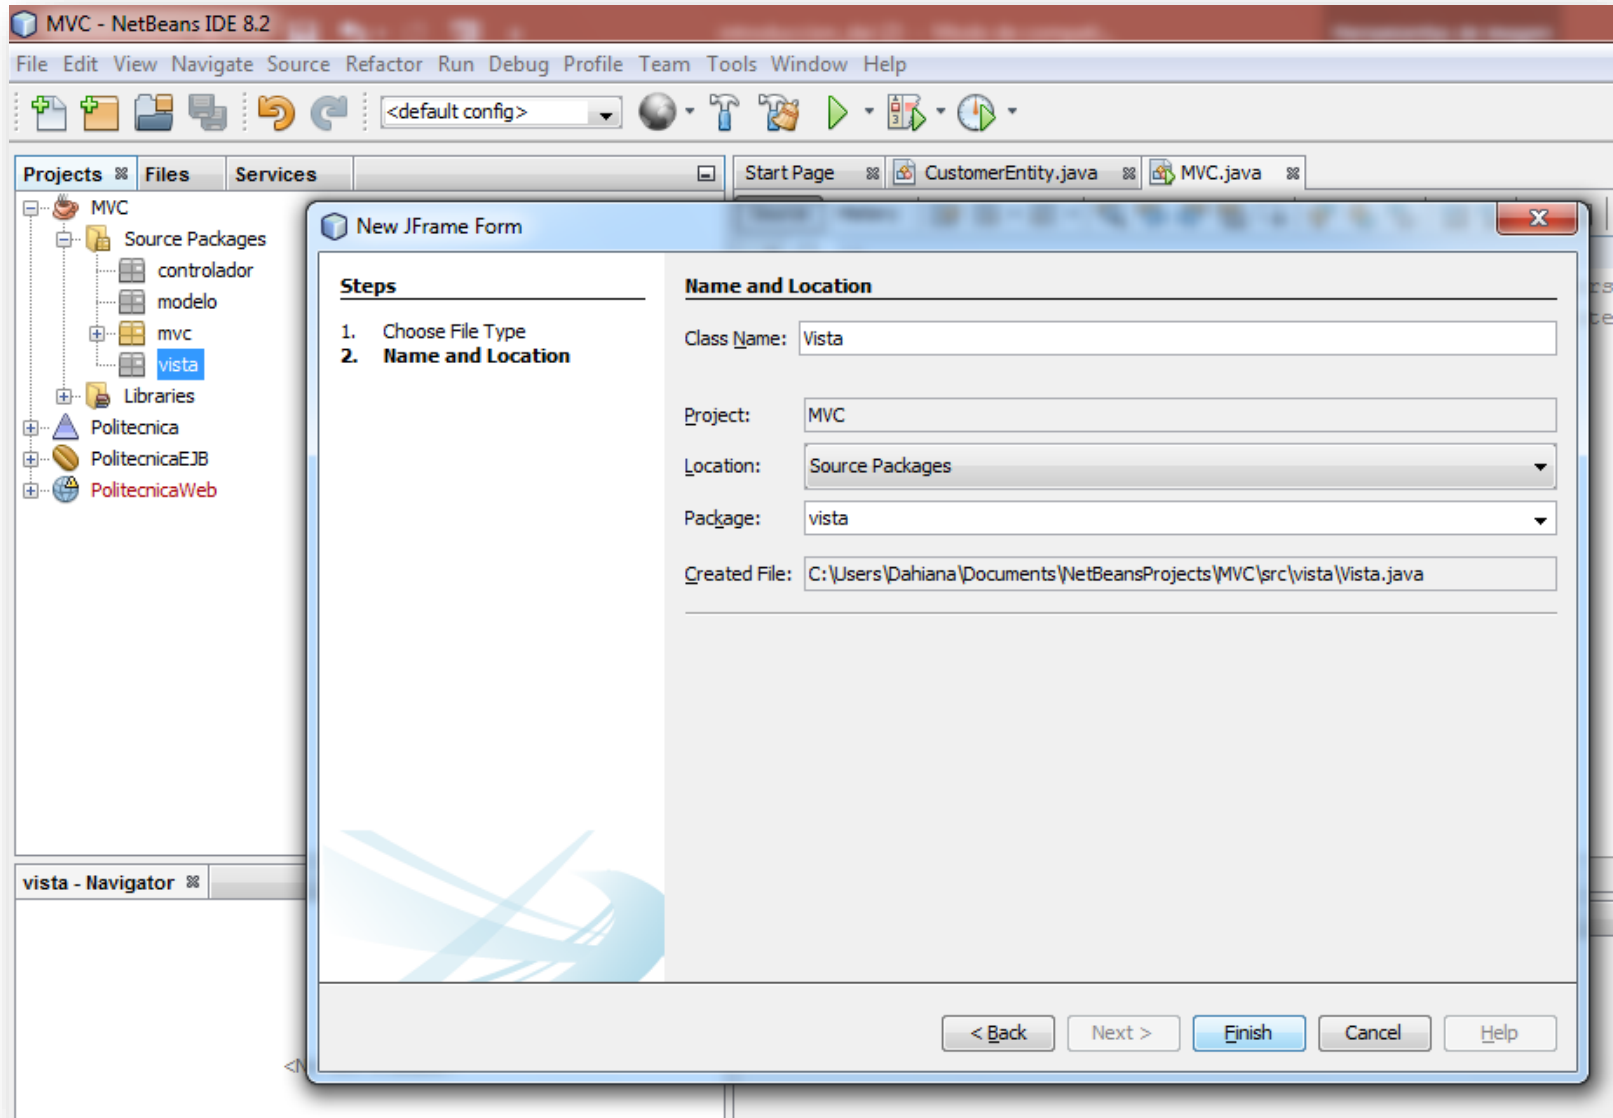 MVC - NetBeans IDE 8.2
File Edit View Navigate Source Refactor Run Debug Profile Team Tools Window Help
<default config>
Projects Files Services
Start Page CustomerEntity.java MVC.java
MVC
Source Packages
controlador
modelo
mvc
vista
Libraries
Politecnica
PolitecnicaEJB
PolitecnicaWeb
vista - Navigator
<N
New JFrame Form
Steps
1. Choose File Type
2. Name and Location
Name and Location
Class Name: Vista
Project: MVC
Location: Source Packages
Package: vista
Created File: C:\Users\Dahiana\Documents\NetBeansProjects\MVC\src\vista\Vista.java
< Back Next > Finish Cancel Help